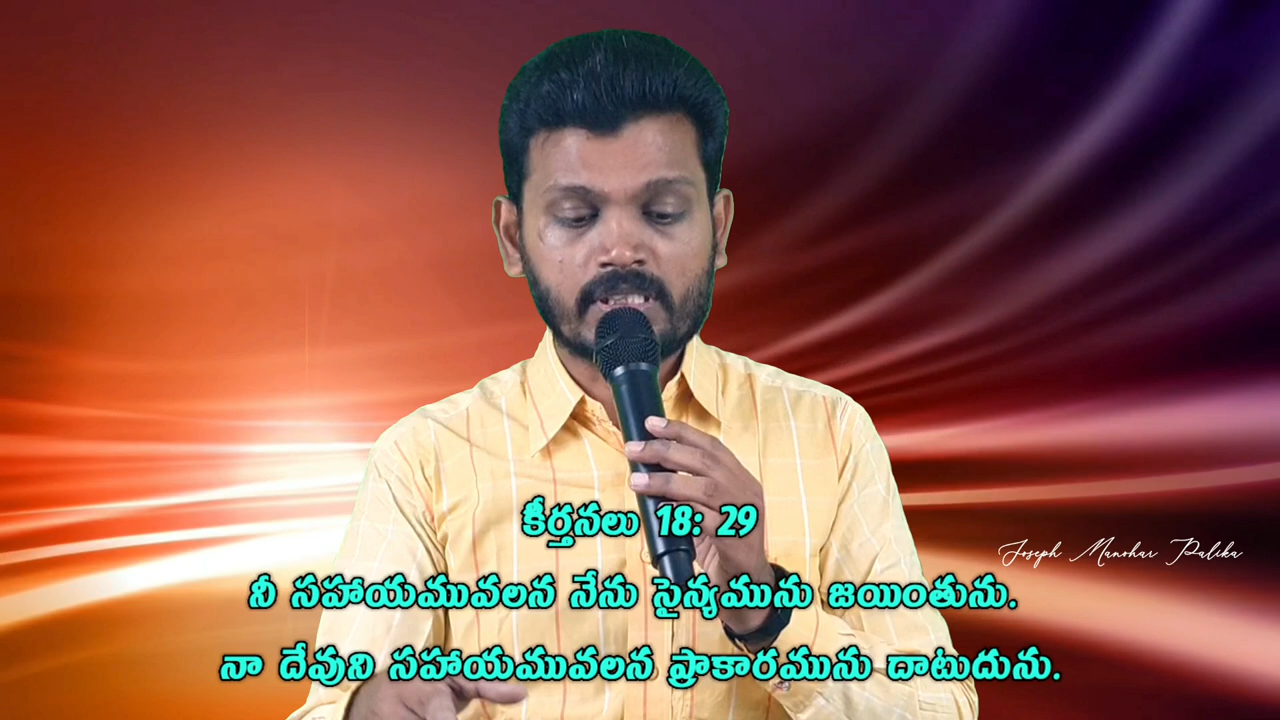 కీర్తనలు 18: 29
Joseph Manohar Palika
నీ సహాయమువలన నేను సైన్యమును జయింతును.
నా దేవుని సహాయమువలన ప్రాకారమును దాటుదును.